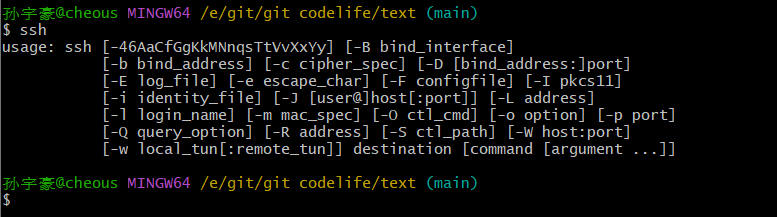 孙宇豪@cheous MINGW64 /e/git/git codelife/text (main)
$ ssh
usage: ssh [-46AaCfGgKkMNnqsTtVvXxYy] [-B bind_interface]
           [-b bind_address] [-c cipher_spec] [-D [bind_address:]port]
           [-E log_file] [-e escape_char] [-F configfile] [-I pkcs11]
           [-i identity_file] [-J [user@]host[:port]] [-L address]
           [-l login_name] [-m mac_spec] [-O ctl_cmd] [-o option] [-p port]
           [-Q query_option] [-R address] [-S ctl_path] [-W host:port]
           [-w local_tun[:remote_tun]] destination [command [argument ...]]
孙宇豪@cheous MINGW64 /e/git/git codelife/text (main)
$